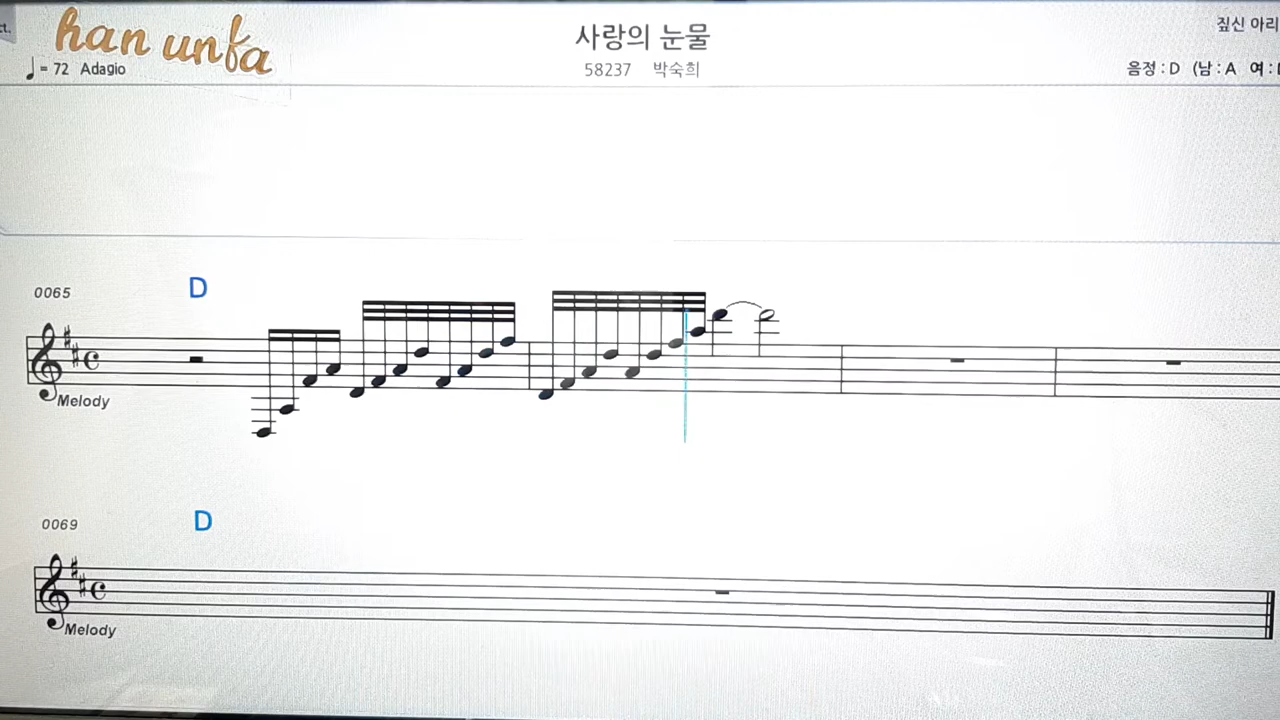 han unfa
사랑의 눈물
짚신 아리
= 72 Adagio
58237 박숙희
음정 : D (남 : A 여 :
0065
D
Melody
0069
D
Melody